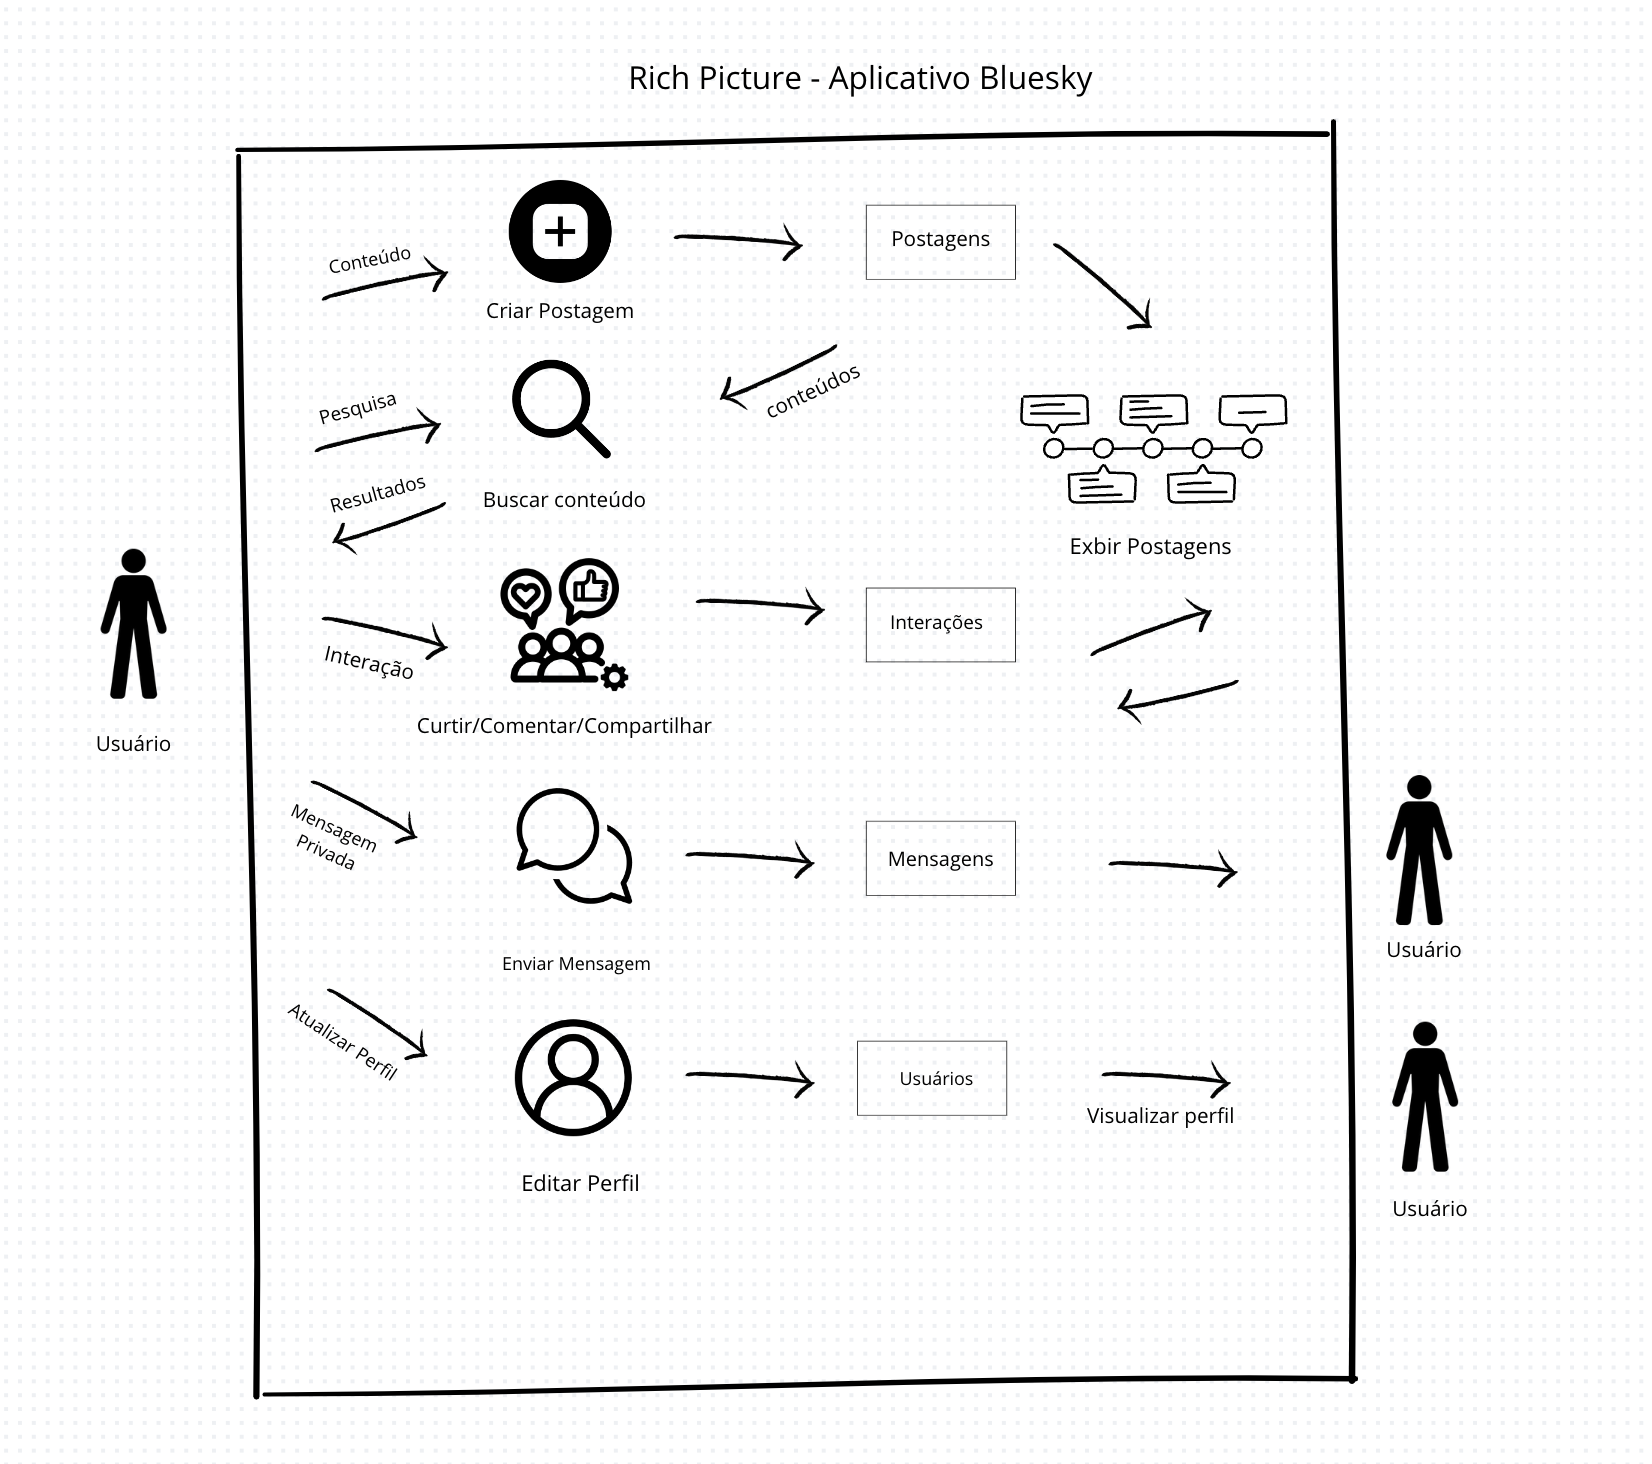 Rich Picture - Aplicativo Bluesky
Conteúdo
Criar Postagem
Postagens
Pesquisa
conteúdos
Resultados
Buscar conteúdo
Exbir Postagens
Interação
Interações
Curtir/Comentar/Compartilhar
Usuário
Mensagem
Privada
Mensagens
Enviar Mensagem
Usuário
Atualizar Perfil
Usuários
Visualizar perfil
Editar Perfil
Usuário